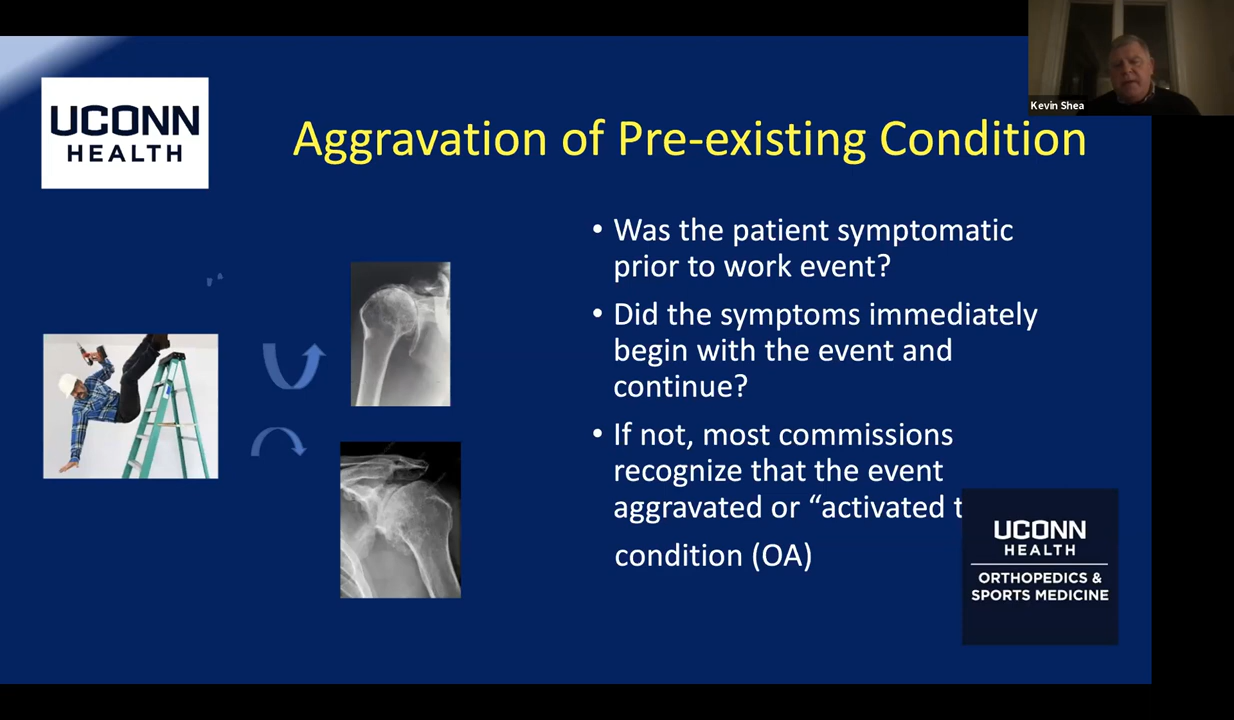 Kevin Shea
UCONN
HEALTH
Aggravation of Pre-existing Condition
• Was the patient symptomatic
prior to work event?
• Did the symptoms immediately
begin with the event and
continue?
• If not, most commissions
recognize that the event
aggravated or “activated t
condition (OA)
UCONN
HEALTH
ORTHOPEDICS &
SPORTS MEDICINE